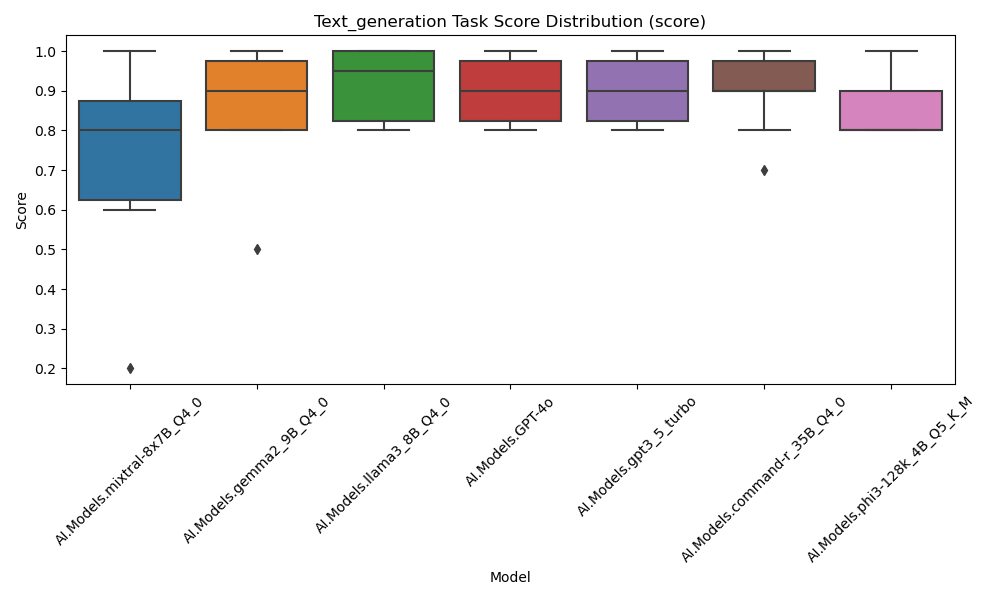 Text_generation Task Score Distribution (score)
1.0
0.9
0.8
0.7
0.6
0.5
0.4
0.3
0.2
Score
AI.Models.mixtral-8x7B_Q4_0
AI.Models.gemma2_9B_Q4_0
AI.Models.llama3_8B_Q4_0
AI.Models.GPT-4o
AI.Models.gpt3_5_turbo
AI.Models.command-r_35B_Q4_0
AI.Models.phi3-128k_4B_Q5_K_M
Model